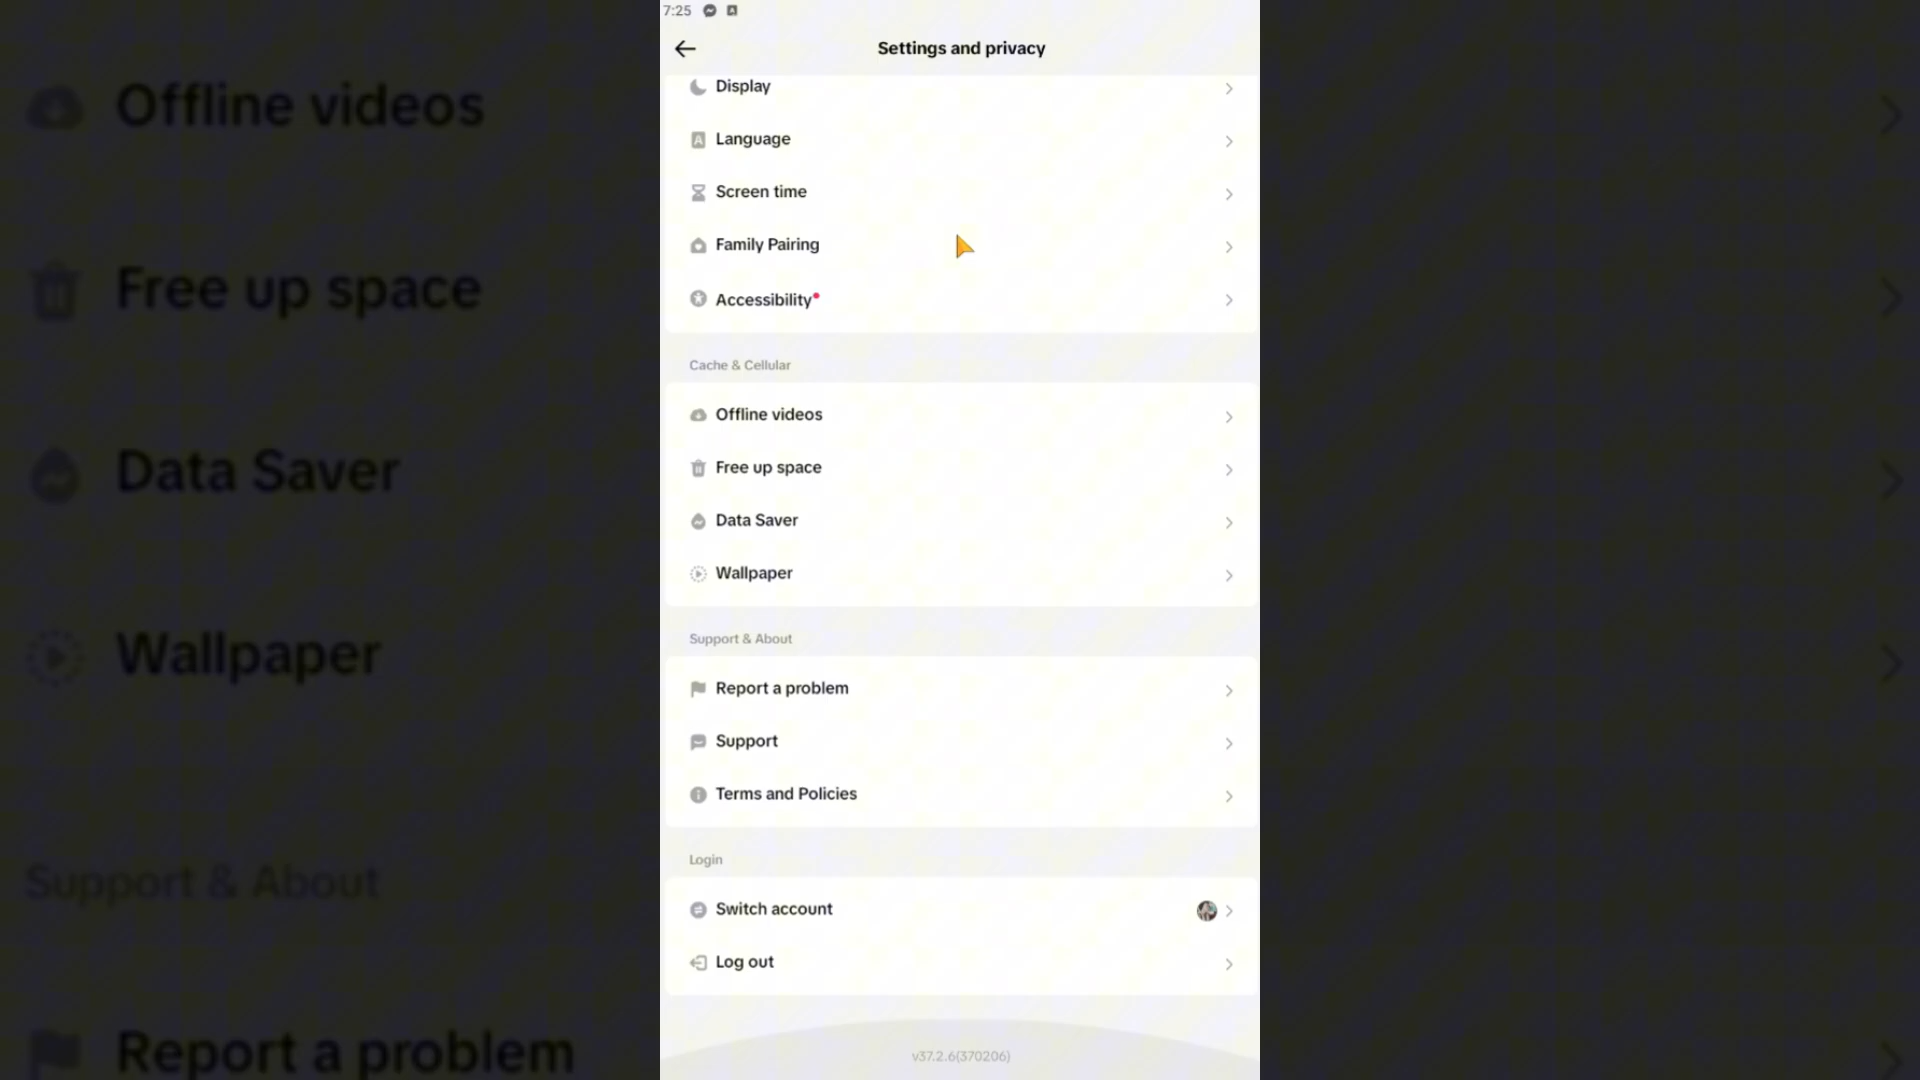 7:25
Settings and privacy
Display
Language
Screen time
Family Pairing
Accessibility
Cache & Cellular
Offline videos
Free up space
Data Saver
Wallpaper
Support & About
Report a problem
Support
Terms and Policies
Login
Switch account
Log out
v37.2.6(370206)
Offline videos
Free up space
Data Saver
Wallpaper
Support & About
Report a problem